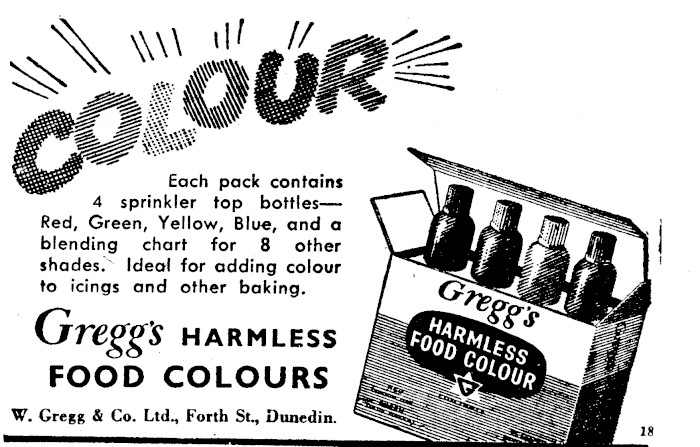 COLOUR
Each pack contains
4 sprinkler top bottles—
Red, Green, Yellow, Blue, and a
blending chart for 8 other
shades. Ideal for adding colour
to icings and other baking.
Gregg's HARMLESS
FOOD COLOURS
W. Gregg & Co. Ltd., Forth St., Dunedin.
Gregg's
HARMLESS
FOOD COLOUR
G
RED
GREEN
18